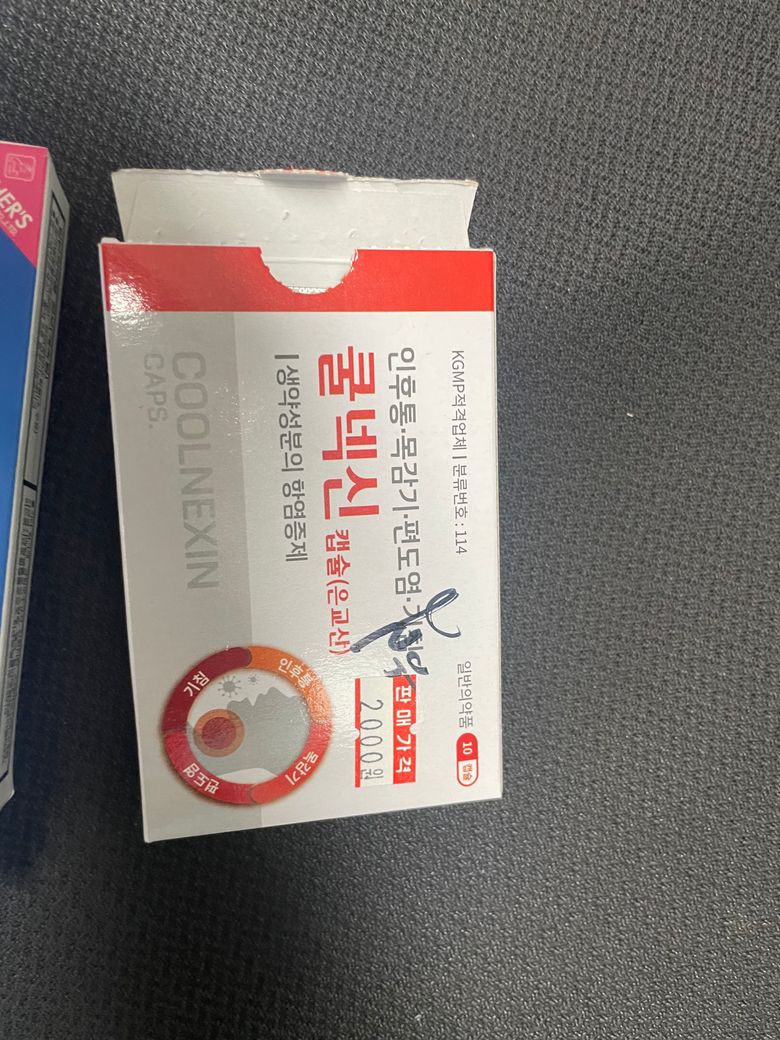 KGMP적격업체 | 분류번호 : 114
일반의약품
10 캡슐
인후통·목감기·편도염·기침
쿨넥신 캡슐(은교산)
| 생약성분의 항염증제
COOLNEXIN
CAPS.
판매가격
2000원
기침
인후통
목감기
편도염
HER'S